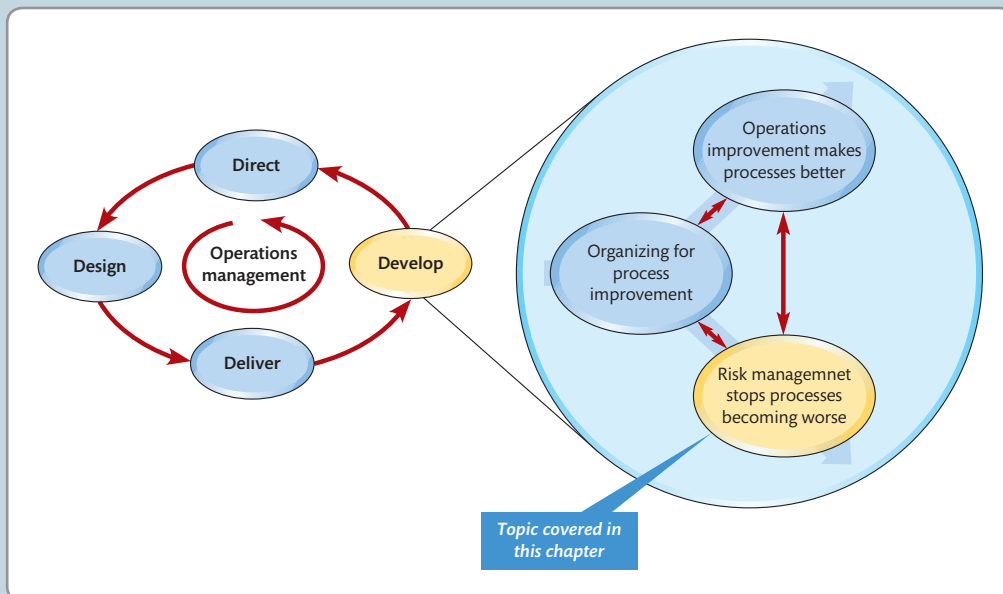 Direct
Design
Operations
management
Develop
Deliver
Operations
improvement makes
processes better
Organizing for
process
improvement
Risk managemnet
stops processes
becoming worse
Topic covered in
this chapter